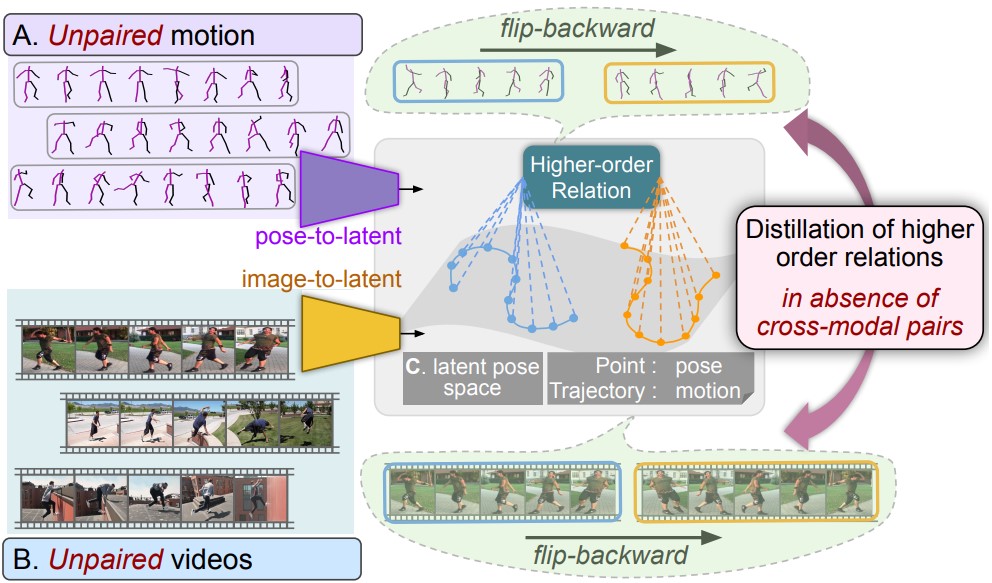 A. Unpaired motion
flip-backward
Higher-order
Relation
pose-to-latent
image-to-latent
Distillation of higher
order relations
in absence of
cross-modal pairs
C. latent pose
space
Point : pose
Trajectory : motion
flip-backward
B. Unpaired videos